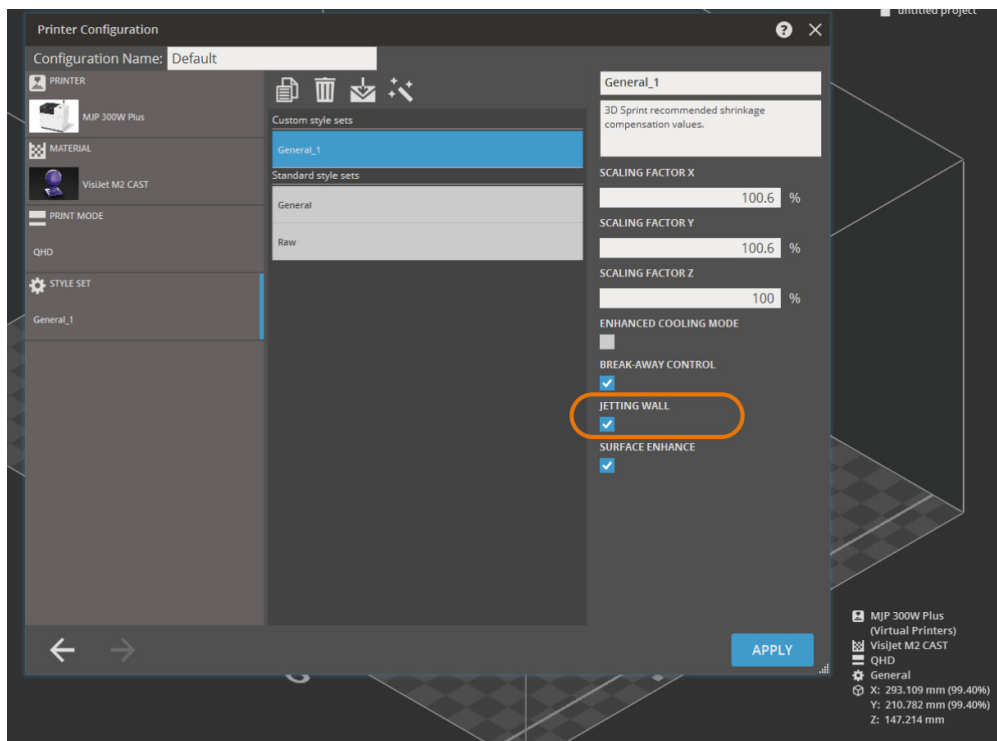 untitled project
Printer Configuration
Configuration Name: Default
PRINTER
MJP 300W Plus
MATERIAL
VisiJet M2 CAST
PRINT MODE
QHD
STYLE SET
General_1
Custom style sets
General_1
Standard style sets
General
Raw
General_1
3D Sprint recommended shrinkage
compensation values.
SCALING FACTOR X
100.6 %
SCALING FACTOR Y
100.6 %
SCALING FACTOR Z
100 %
ENHANCED COOLING MODE
BREAK-AWAY CONTROL
JETTING WALL
SURFACE ENHANCE
APPLY
MJP 300W Plus
(Virtual Printers)
VisiJet M2 CAST
QHD
General
X: 293.109 mm (99.40%)
Y: 210.782 mm (99.40%)
Z: 147.214 mm